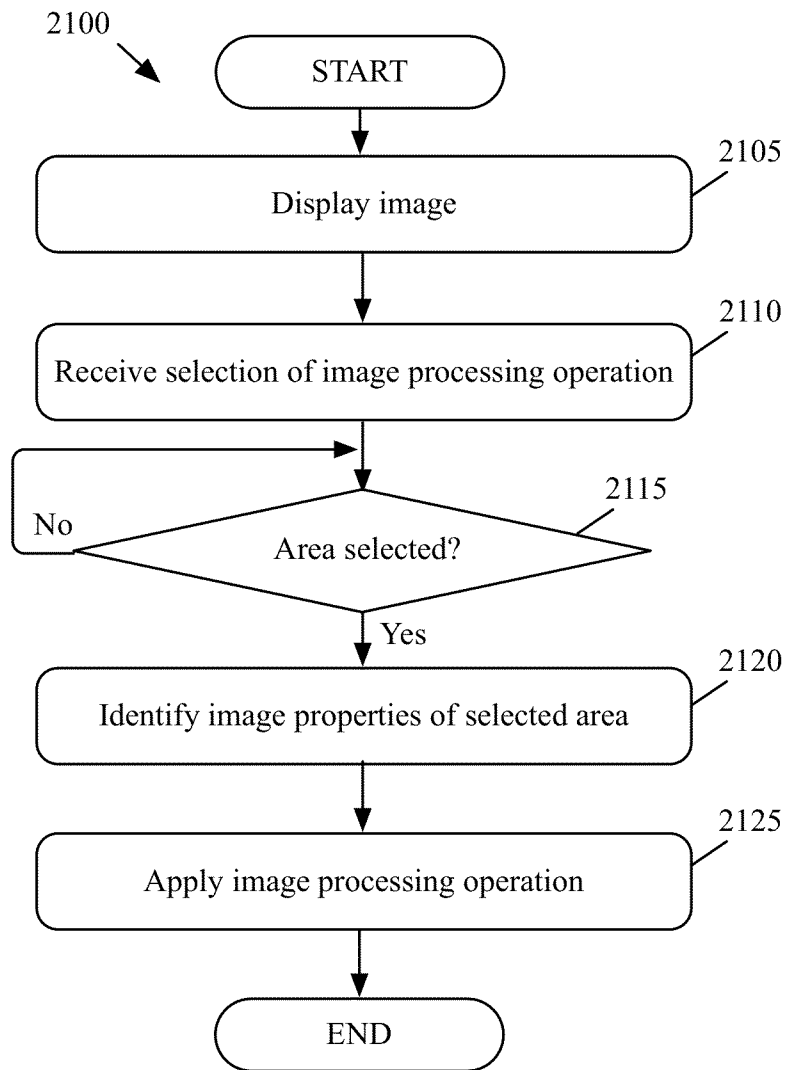 2100
START
2105
Display image
2110
Receive selection of image processing operation
2115
Area selected?
No
Yes
2120
Identify image properties of selected area
2125
Apply image processing operation
END